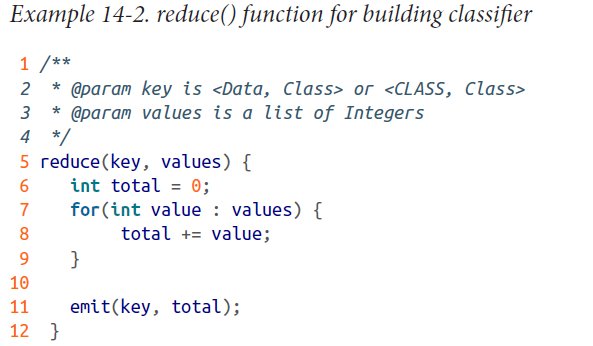 Example 14-2. reduce() function for building classifier
1 /**
2 * @param key is <Data, Class> or <CLASS, Class>
3 * @param values is a list of Integers
4 */
5 reduce(key, values) {
6 int total = 0;
7 for(int value : values) {
8 total += value;
9 }
10
11 emit(key, total);
12 }